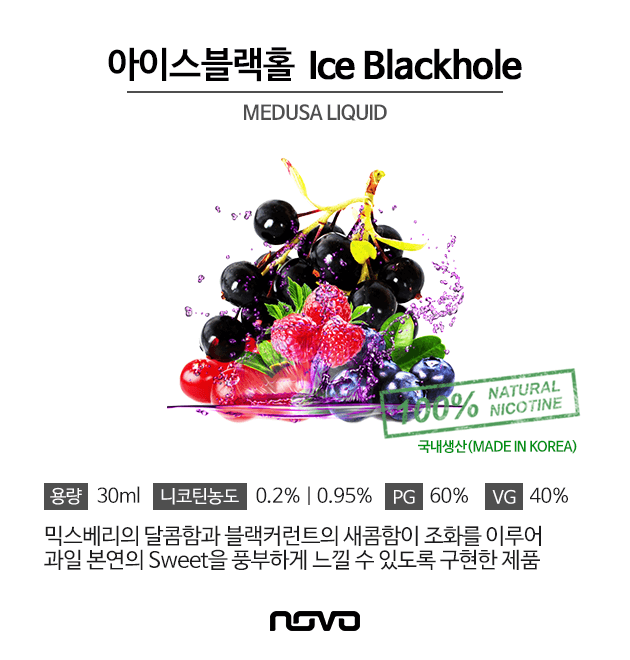 아이스블랙홀 Ice Blackhole
MEDUSA LIQUID
100% NATURAL NICOTINE
국내생산(MADE IN KOREA)
용량 30ml 니코틴농도 0.2% | 0.95% PG 60% VG 40%
믹스베리의 달콤함과 블랙커런트의 새콤함이 조화를 이루어
과일 본연의 Sweet을 풍부하게 느낄 수 있도록 구현한 제품
novo